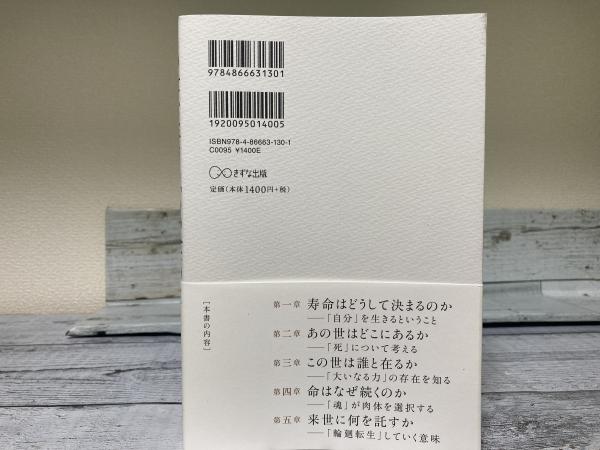 9784866631301
1920095014005
ISBN978-4-86663-130-1
C0095 ¥1400E
きずな出版
定価(本体1400円+税)
[本書の内容]
第一章 寿命はどうして決まるのか
――「自分」を生きるということ
第二章 あの世はどこにあるか
――「死」について考える
第三章 この世は誰と在るか
――「大いなる力」の存在を知る
第四章 命はなぜ続くのか
――「魂」が肉体を選択する
第五章 来世に何を託すか
――「輪廻転生」していく意味